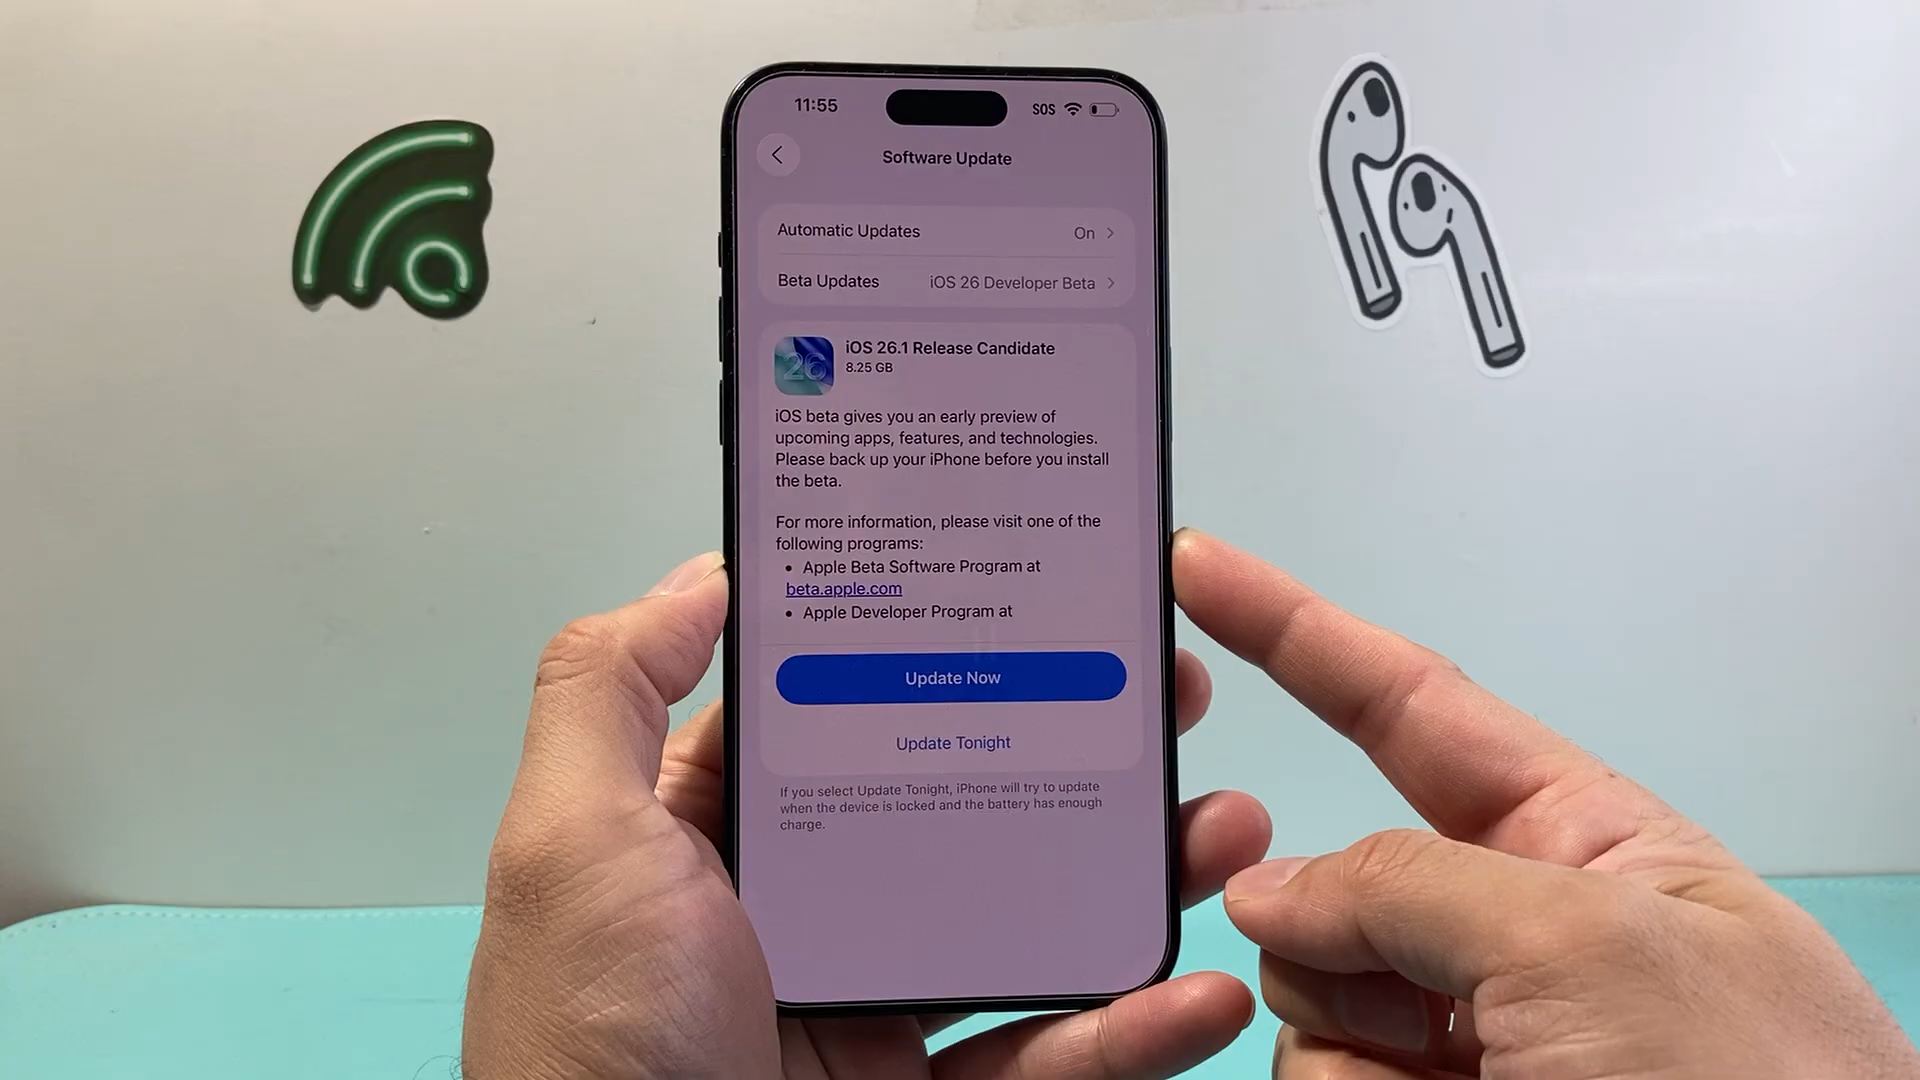 11:55 SOS
Software Update
Automatic Updates On
Beta Updates iOS 26 Developer Beta
26 iOS 26.1 Release Candidate
8.25 GB
iOS beta gives you an early preview of
upcoming apps, features, and technologies.
Please back up your iPhone before you install
the beta.
For more information, please visit one of the
following programs:
• Apple Beta Software Program at
beta.apple.com
• Apple Developer Program at
Update Now
Update Tonight
If you select Update Tonight, iPhone will try to update
when the device is locked and the battery has enough
charge.